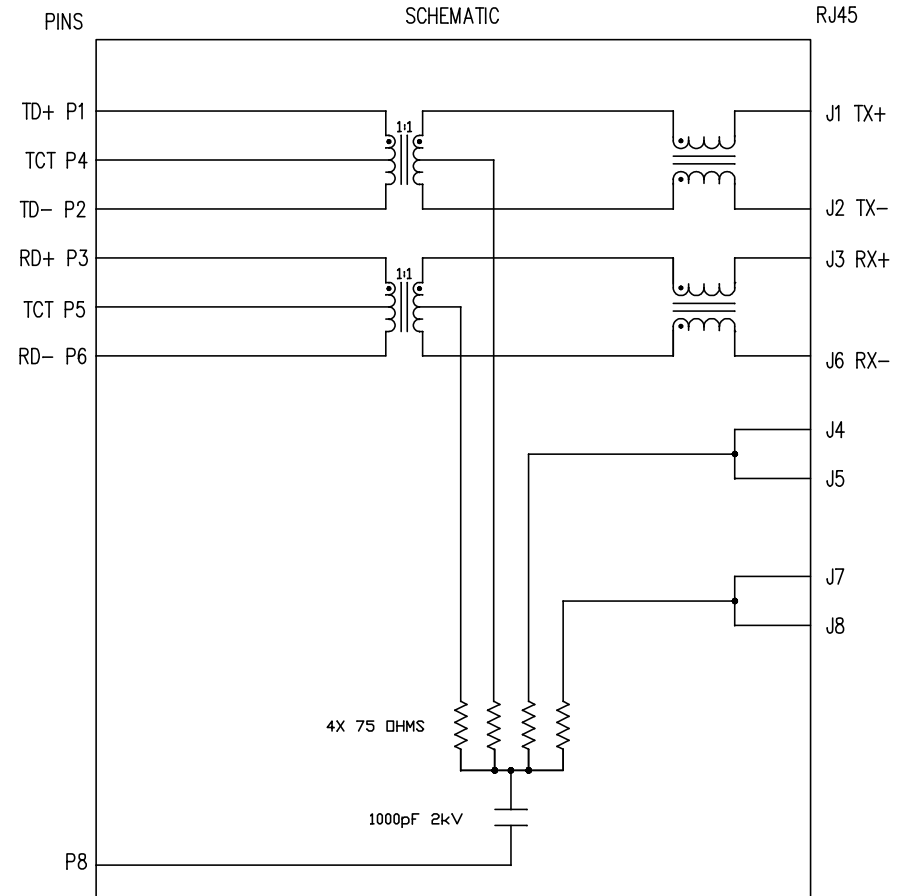 PINS SCHEMATIC RJ45
TD+ P1
1:1
J1 TX+
TCT P4
TD- P2
J2 TX-
RD+ P3
1:1
J3 RX+
TCT P5
RD- P6
J6 RX-
J4
J5
J7
J8
4X 75 OHMS
1000pF 2kV
P8